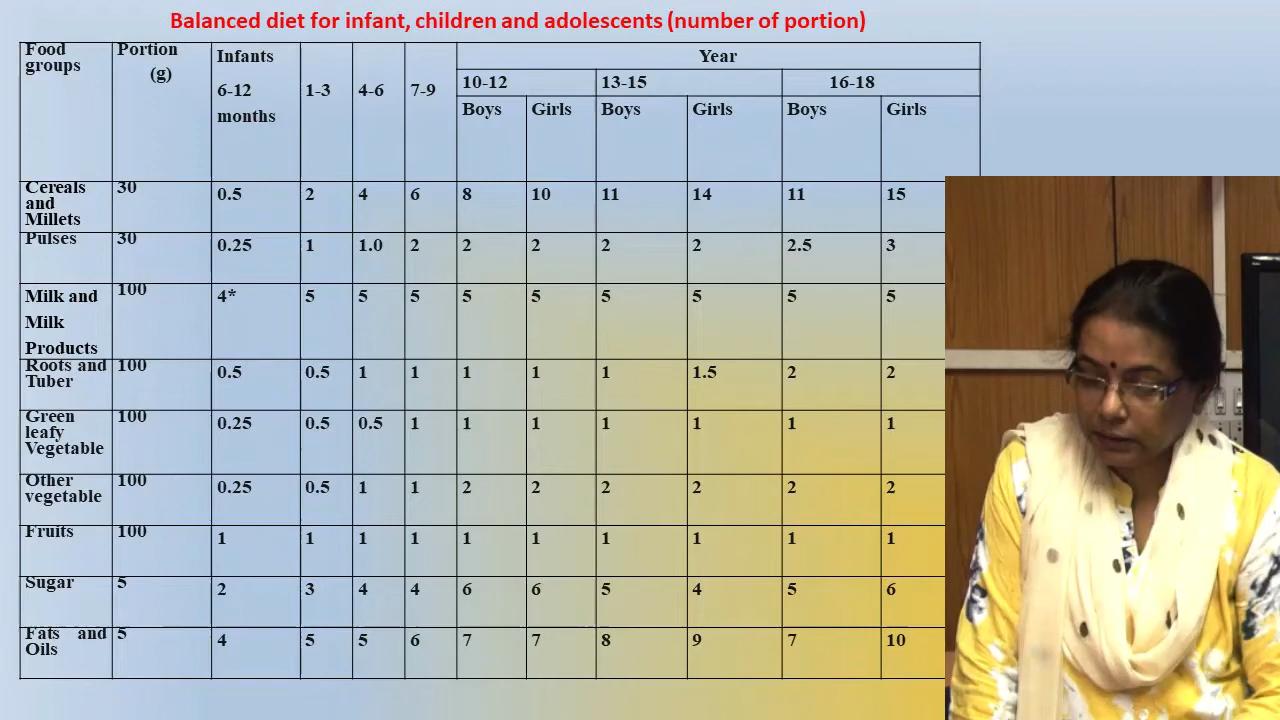 Balanced diet for infant, children and adolescents (number of portion)
Food groups Portion (g) Infants 6-12 months 1-3 4-6 7-9 Year
10-12 13-15 16-18
Boys Girls Boys Girls Boys Girls
Cereals and Millets 30 0.5 2 4 6 8 10 11 14 11 15
Pulses 30 0.25 1 1.0 2 2 2 2 2 2.5 3
Milk and Milk Products 100 4* 5 5 5 5 5 5 5 5 5
Roots and Tuber 100 0.5 0.5 1 1 1 1 1 1.5 2 2
Green leafy Vegetable 100 0.25 0.5 0.5 1 1 1 1 1 1 1
Other vegetable 100 0.25 0.5 1 1 2 2 2 2 2 2
Fruits 100 1 1 1 1 1 1 1 1 1 1
Sugar 5 2 3 4 4 6 6 5 4 5 6
Fats and Oils 5 4 5 5 6 7 7 8 9 7 10